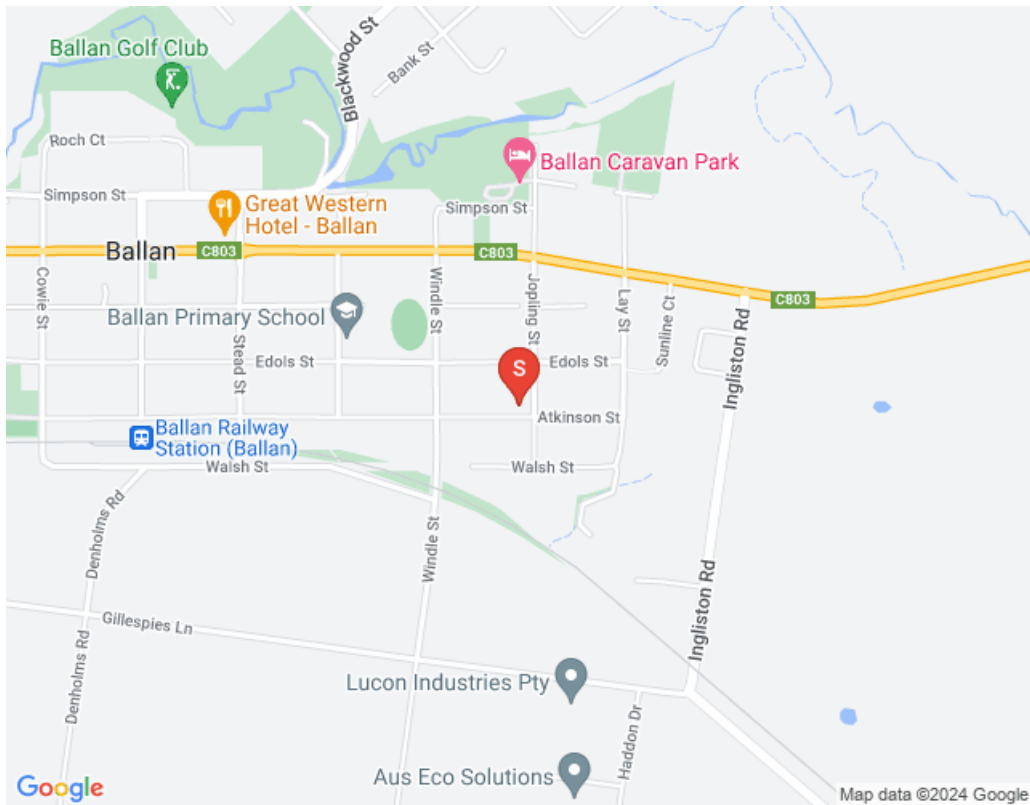 Ballan Golf Club
Bank St
Blackwood St
Roch Ct
Ballan Caravan Park
Simpson St
Great Western
Hotel - Ballan
Simpson St
Ballan
C803
C803
C803
Cowie St
Windle St
Jopling St
Lay St
Sunline Ct
Ingliston Rd
Ballan Primary School
Stead St
Edols St
Edols St
S
Atkinson St
Ballan Railway
Station (Ballan)
Walsh St
Walsh St
Denholms Rd
Windle St
Ingliston Rd
Gillespies Ln
Denholms Rd
Lucon Industries Pty
Haddon Dr
Aus Eco Solutions
Google
Map data ©2024 Google